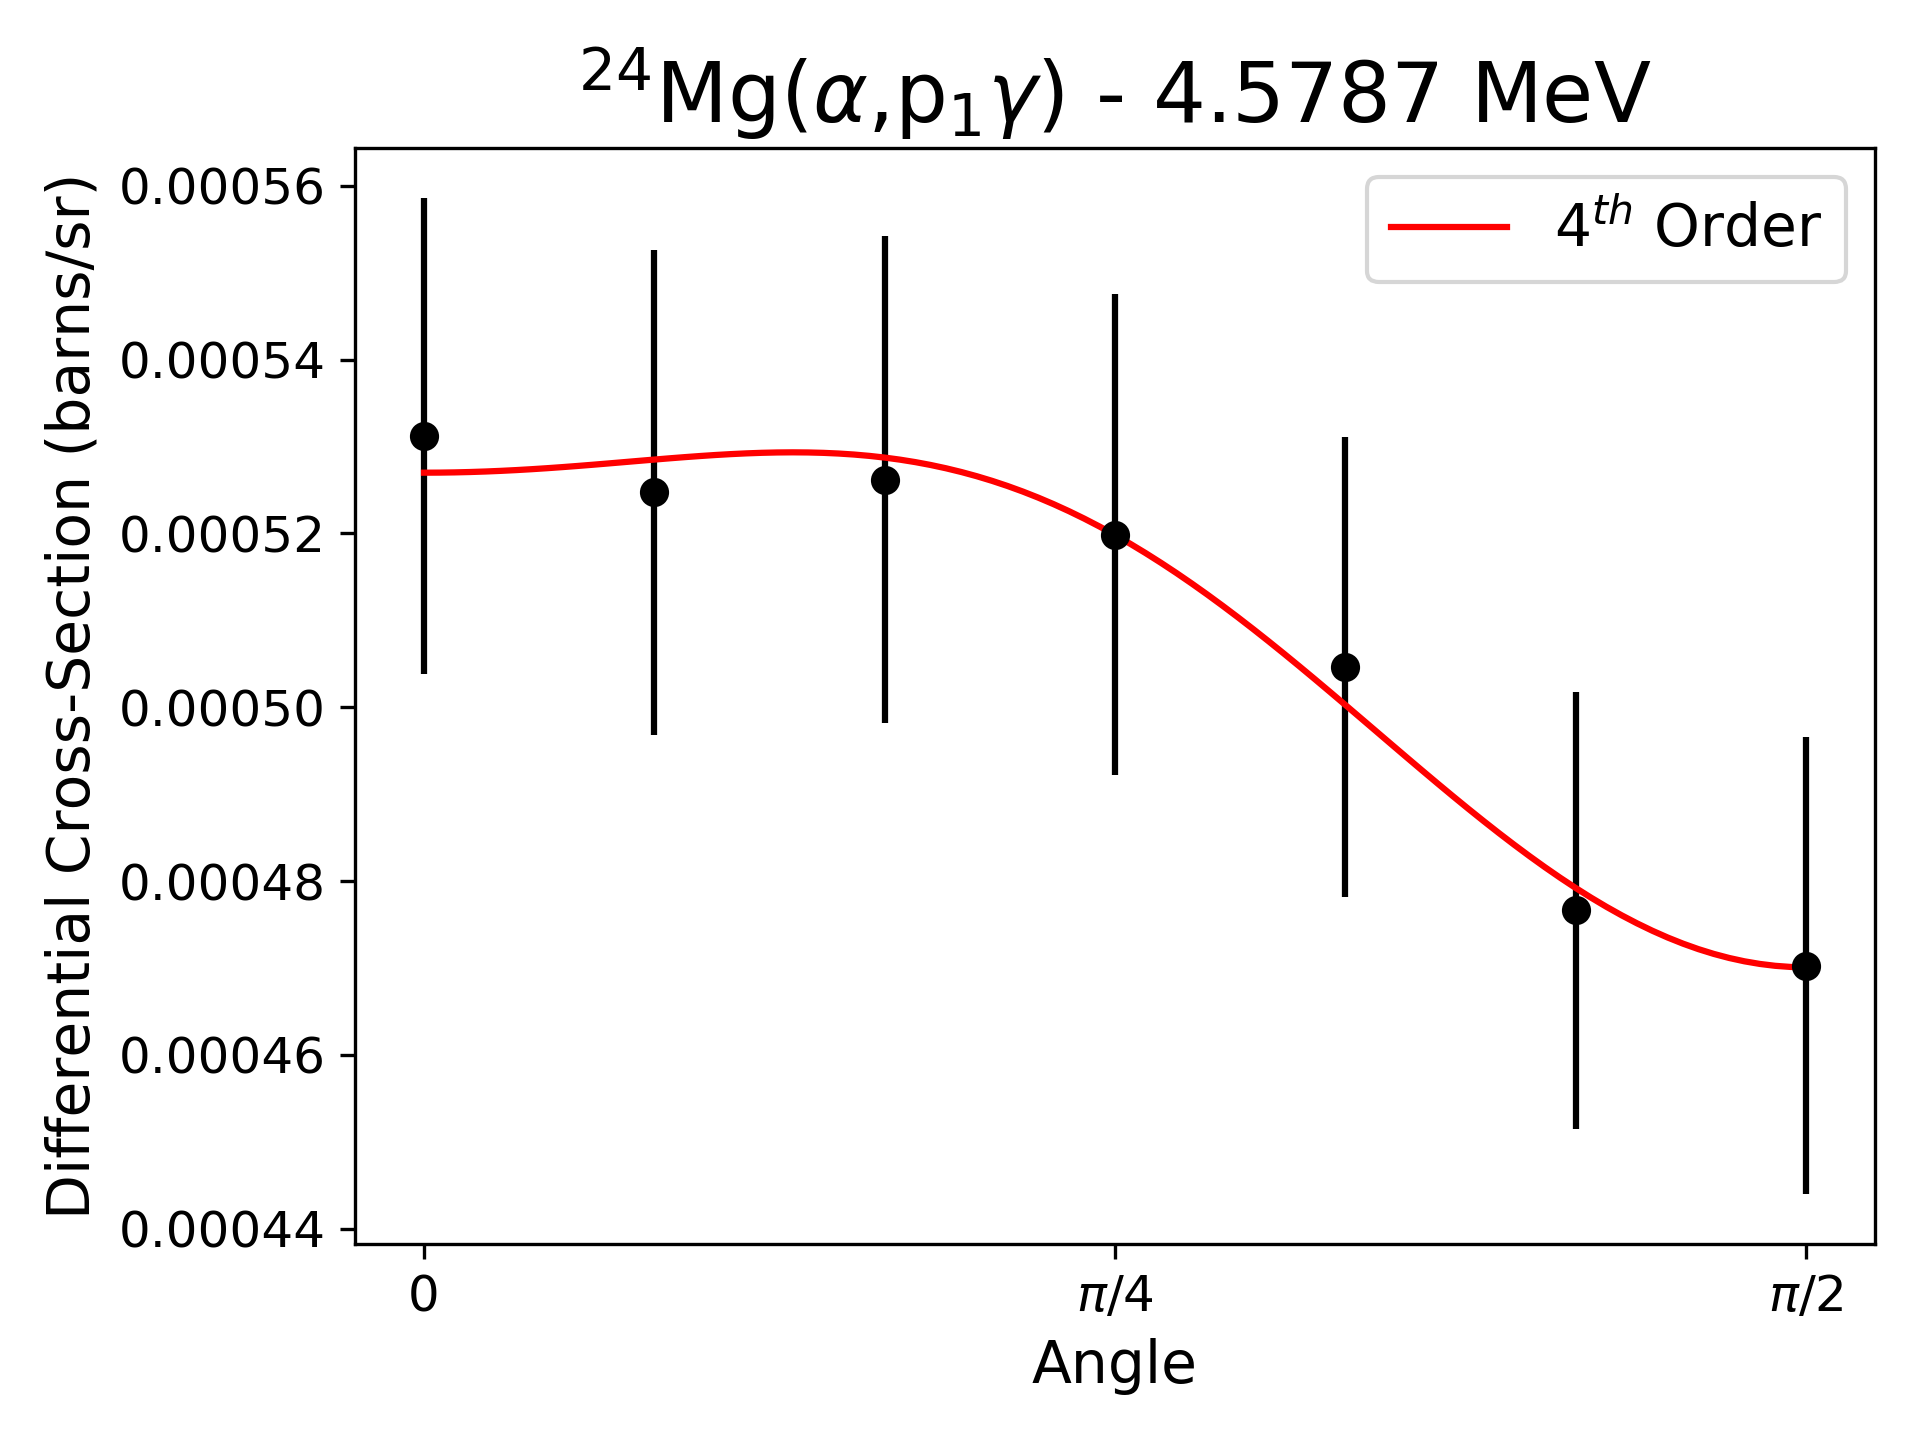 ²⁴Mg(α,p₁γ) - 4.5787 MeV
4ᵗʰ Order
Differential Cross-Section (barns/sr)
0.00056
0.00054
0.00052
0.00050
0.00048
0.00046
0.00044
0 π/4 π/2
Angle